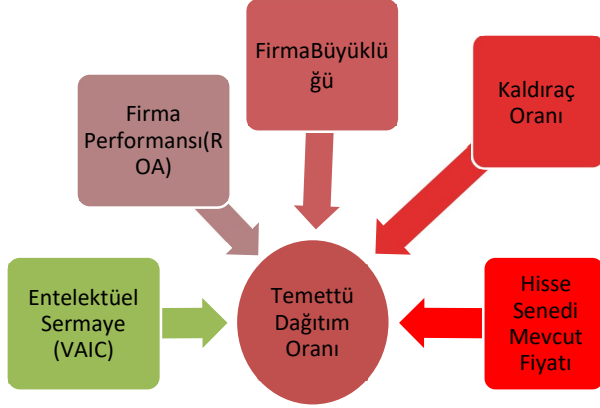 FirmaBüyüklü
ğü
Kaldıraç
Oranı
Firma
Performansı(R
OA)
Entelektüel
Sermaye
(VAIC)
Temettü
Dağıtım
Oranı
Hisse
Senedi
Mevcut
Fiyatı